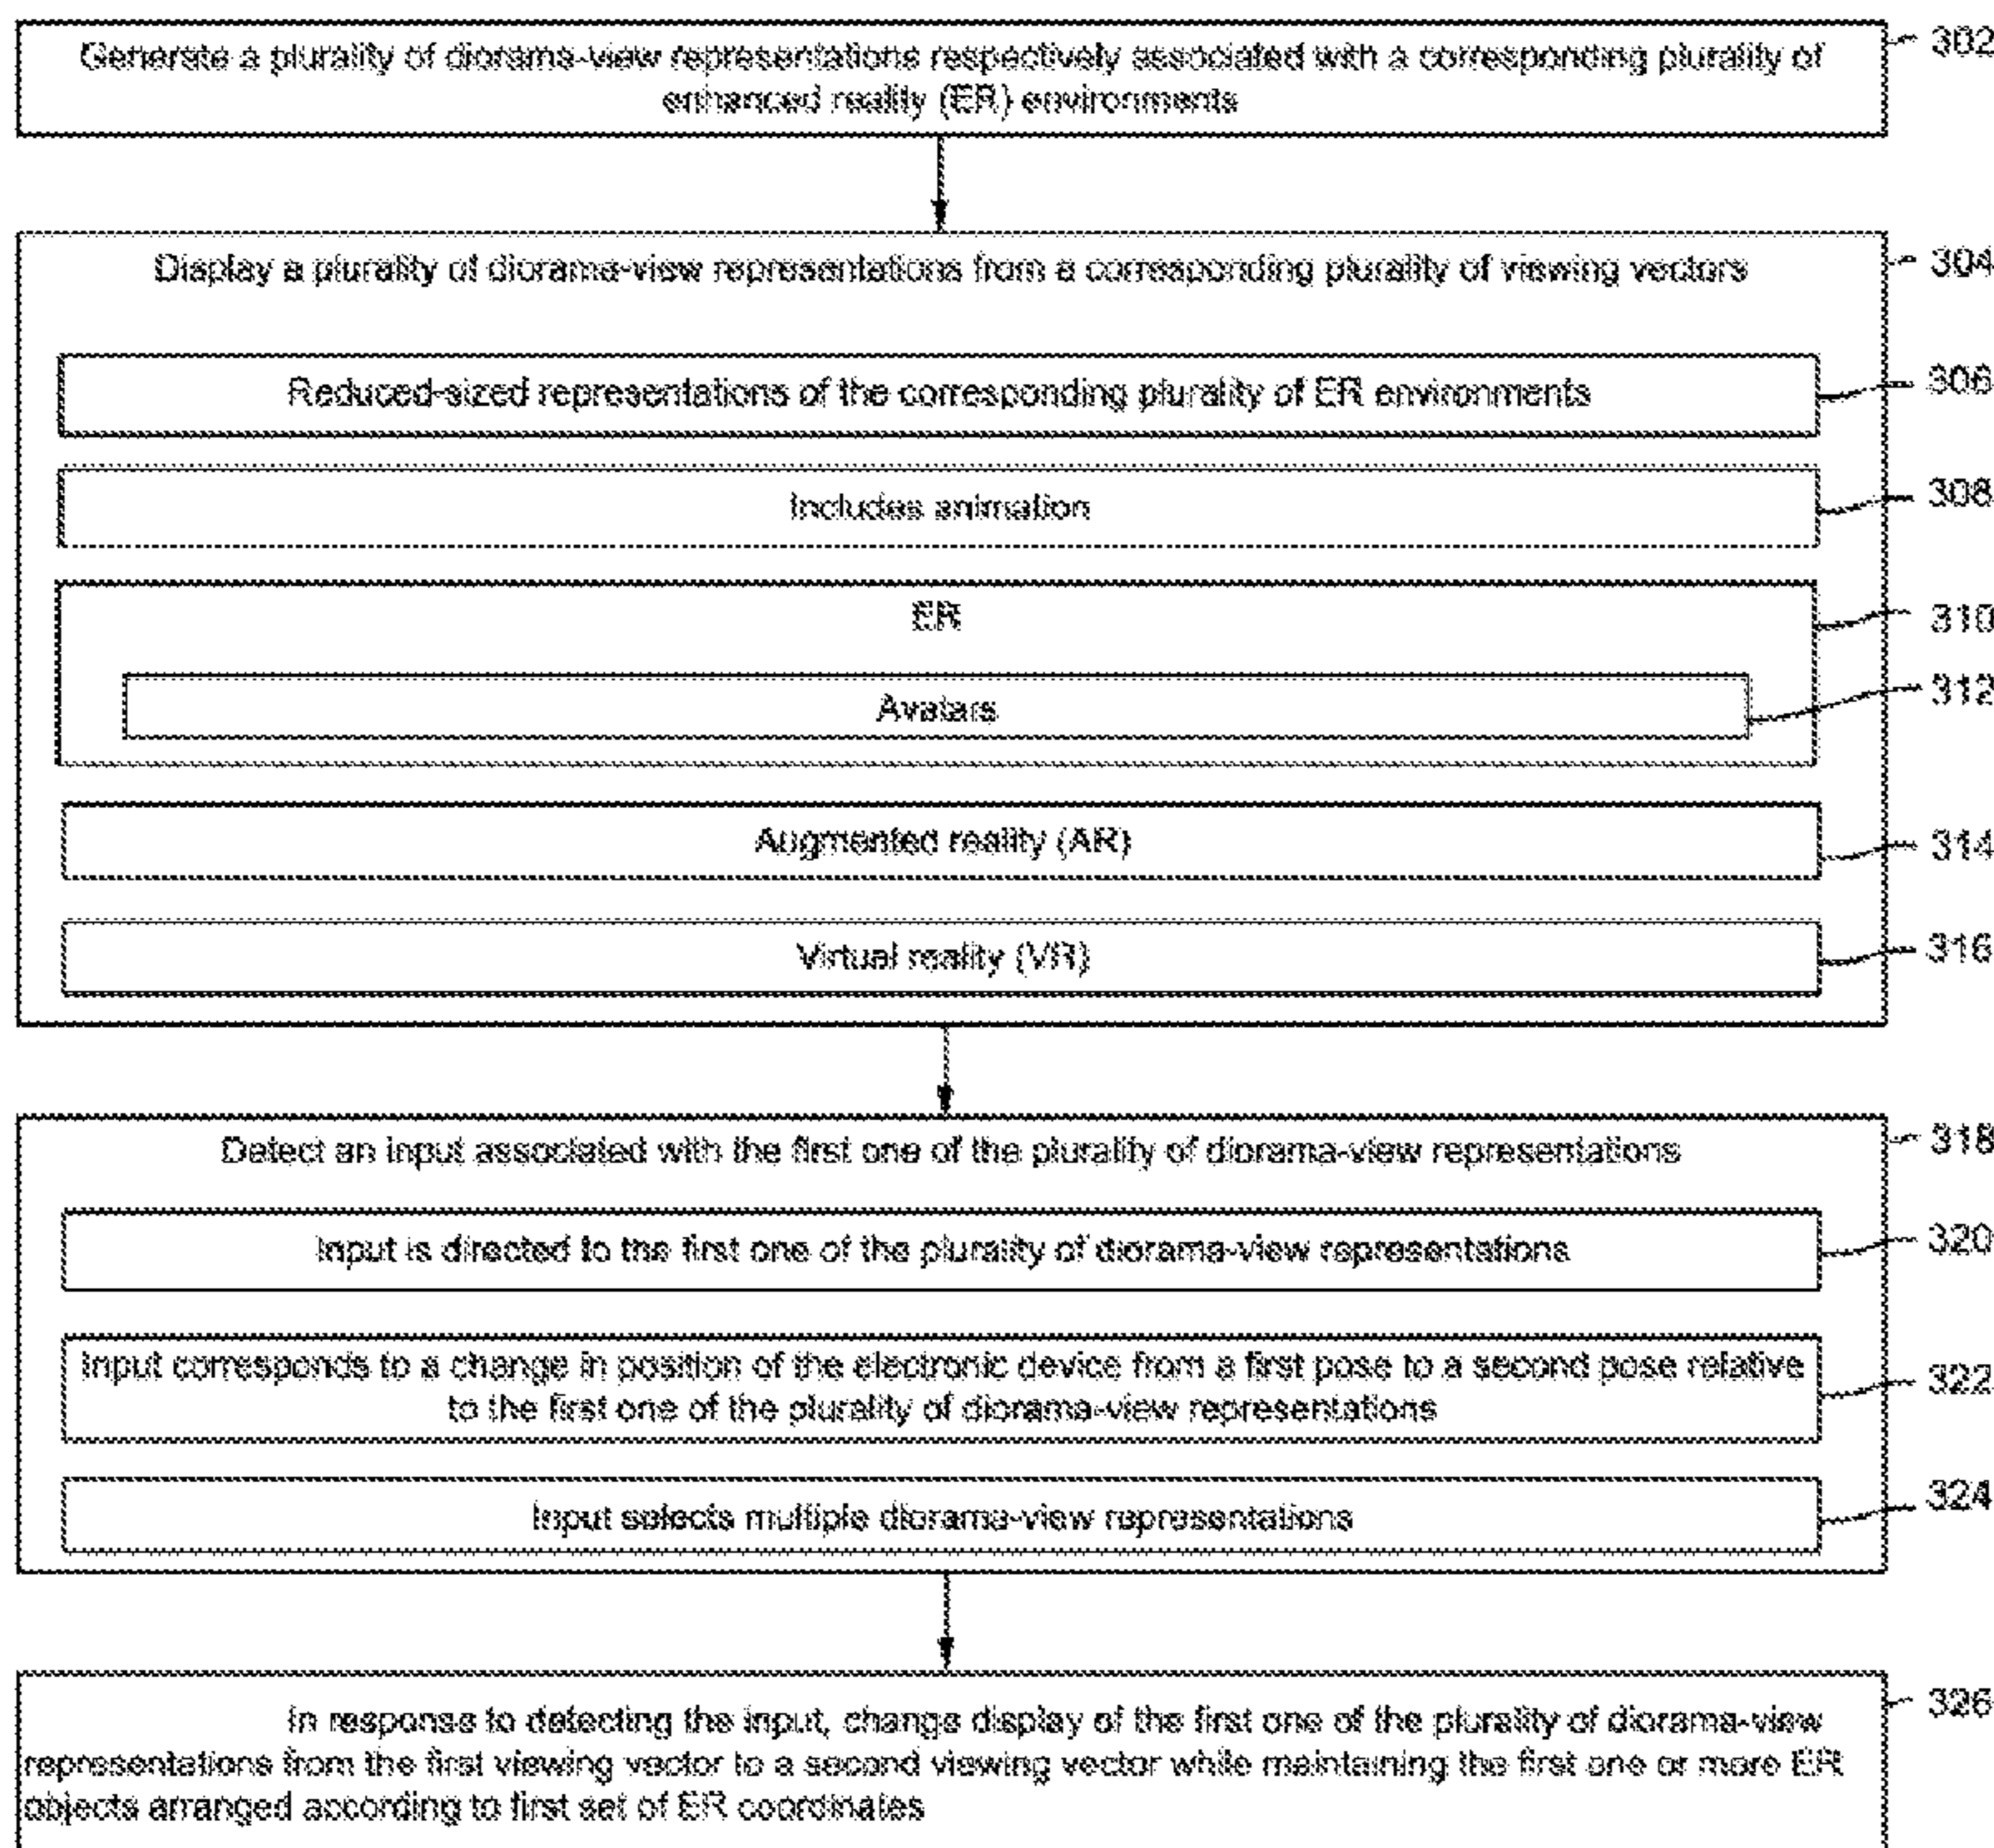 Generate a plurality of diorama-view representations respectively associated with a corresponding plurality of
enhanced reality (ER) environments
302
Display a plurality of diorama-view representations from a corresponding plurality of viewing vectors
304
Reduced-sized representations of the corresponding plurality of ER environments
306
Includes animation
308
ER
310
Avatars
312
Augmented reality (AR)
314
Virtual reality (VR)
316
Detect an input associated with the first one of the plurality of diorama-view representations
318
Input is directed to the first one of the plurality of diorama-view representations
320
Input corresponds to a change in position of the electronic device from a first pose to a second pose relative
to the first one of the plurality of diorama-view representations
322
Input selects multiple diorama-view representations
324
In response to detecting the input, change display of the first one of the plurality of diorama-view
representations from the first viewing vector to a second viewing vector while maintaining the first one or more ER
objects arranged according to first set of ER coordinates
326